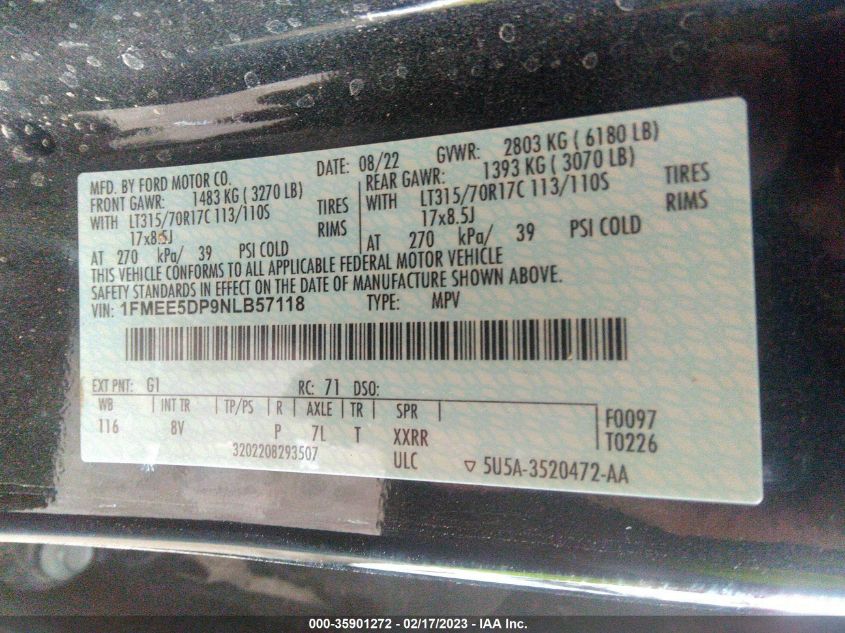 MFD. BY FORD MOTOR CO. DATE: 08/22 GVWR: 2803 KG ( 6180 LB)
FRONT GAWR: 1483 KG ( 3270 LB) REAR GAWR: 1393 KG ( 3070 LB)
WITH LT315/70R17C 113/110S TIRES WITH LT315/70R17C 113/110S TIRES
17x8.5J RIMS 17x8.5J RIMS
AT 270 kPa/ 39 PSI COLD AT 270 kPa/ 39 PSI COLD
THIS VEHICLE CONFORMS TO ALL APPLICABLE FEDERAL MOTOR VEHICLE
SAFETY STANDARDS IN EFFECT ON THE DATE OF MANUFACTURE SHOWN ABOVE.
VIN: 1FMEE5DP9NLB57118 TYPE: MPV
EXT PNT: G1 RC: 71 DSO:
WB INT TR TP/PS R AXLE TR SPR F0097
116 8V P 7L T XXRR T0226
3202208293507 ULC ▽ 5U5A-3520472-AA
000-35901272 - 02/17/2023 - IAA Inc.